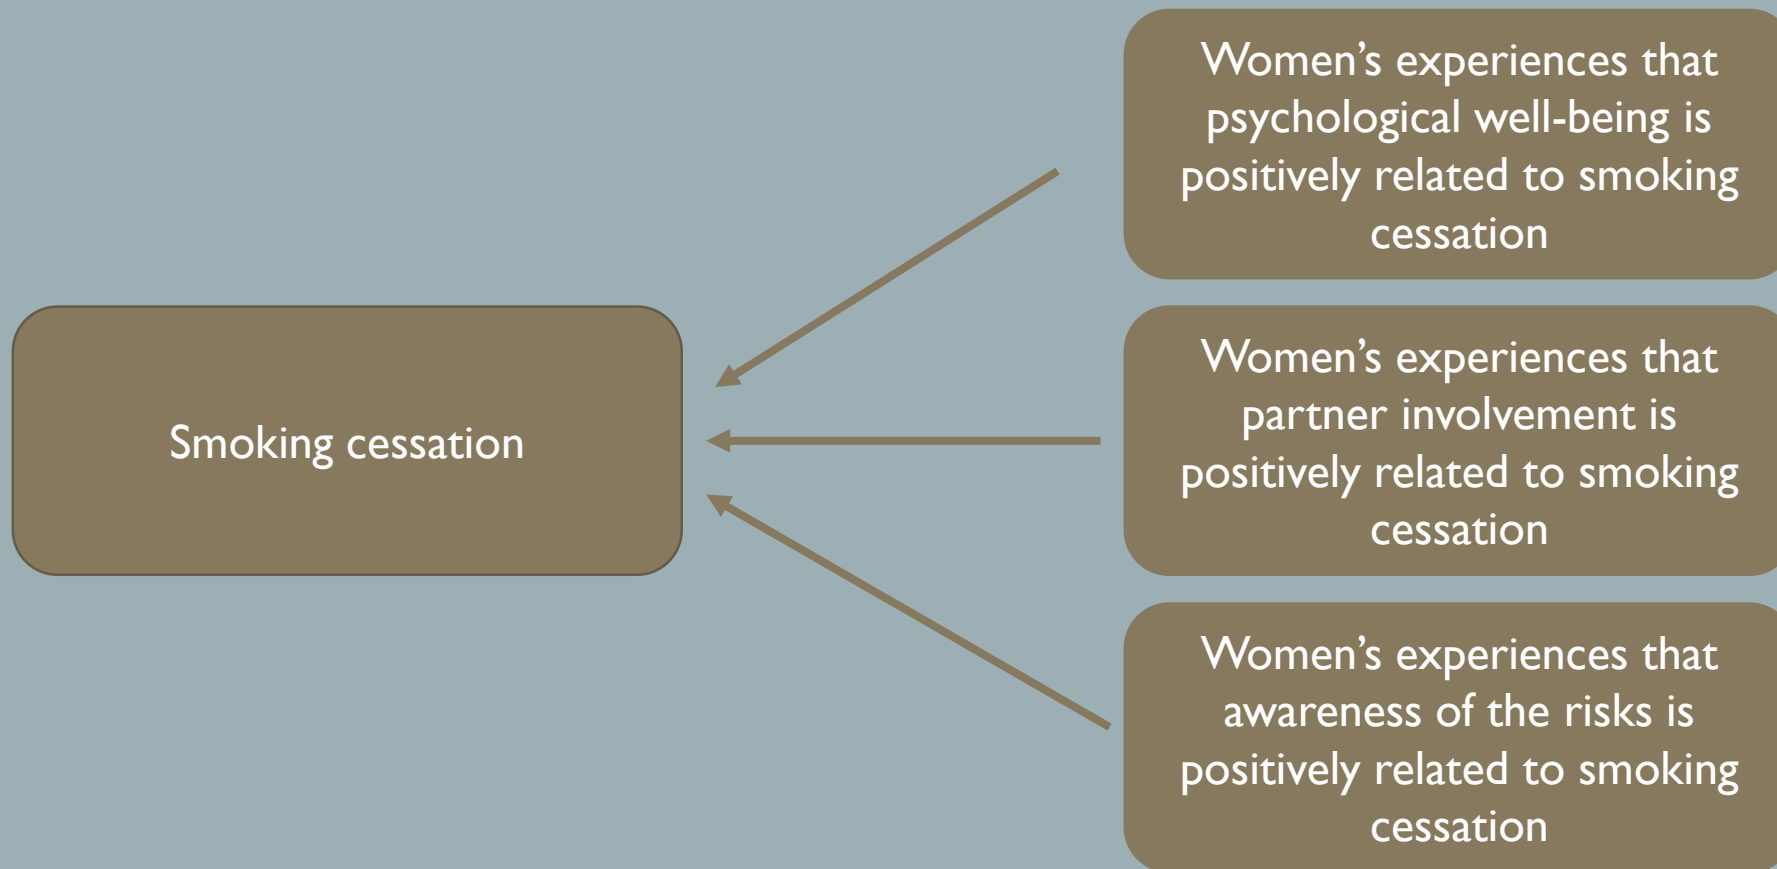 Women’s experiences that
psychological well-being is
positively related to smoking
cessation
Smoking cessation
Women’s experiences that
partner involvement is
positively related to smoking
cessation
Women’s experiences that
awareness of the risks is
positively related to smoking
cessation